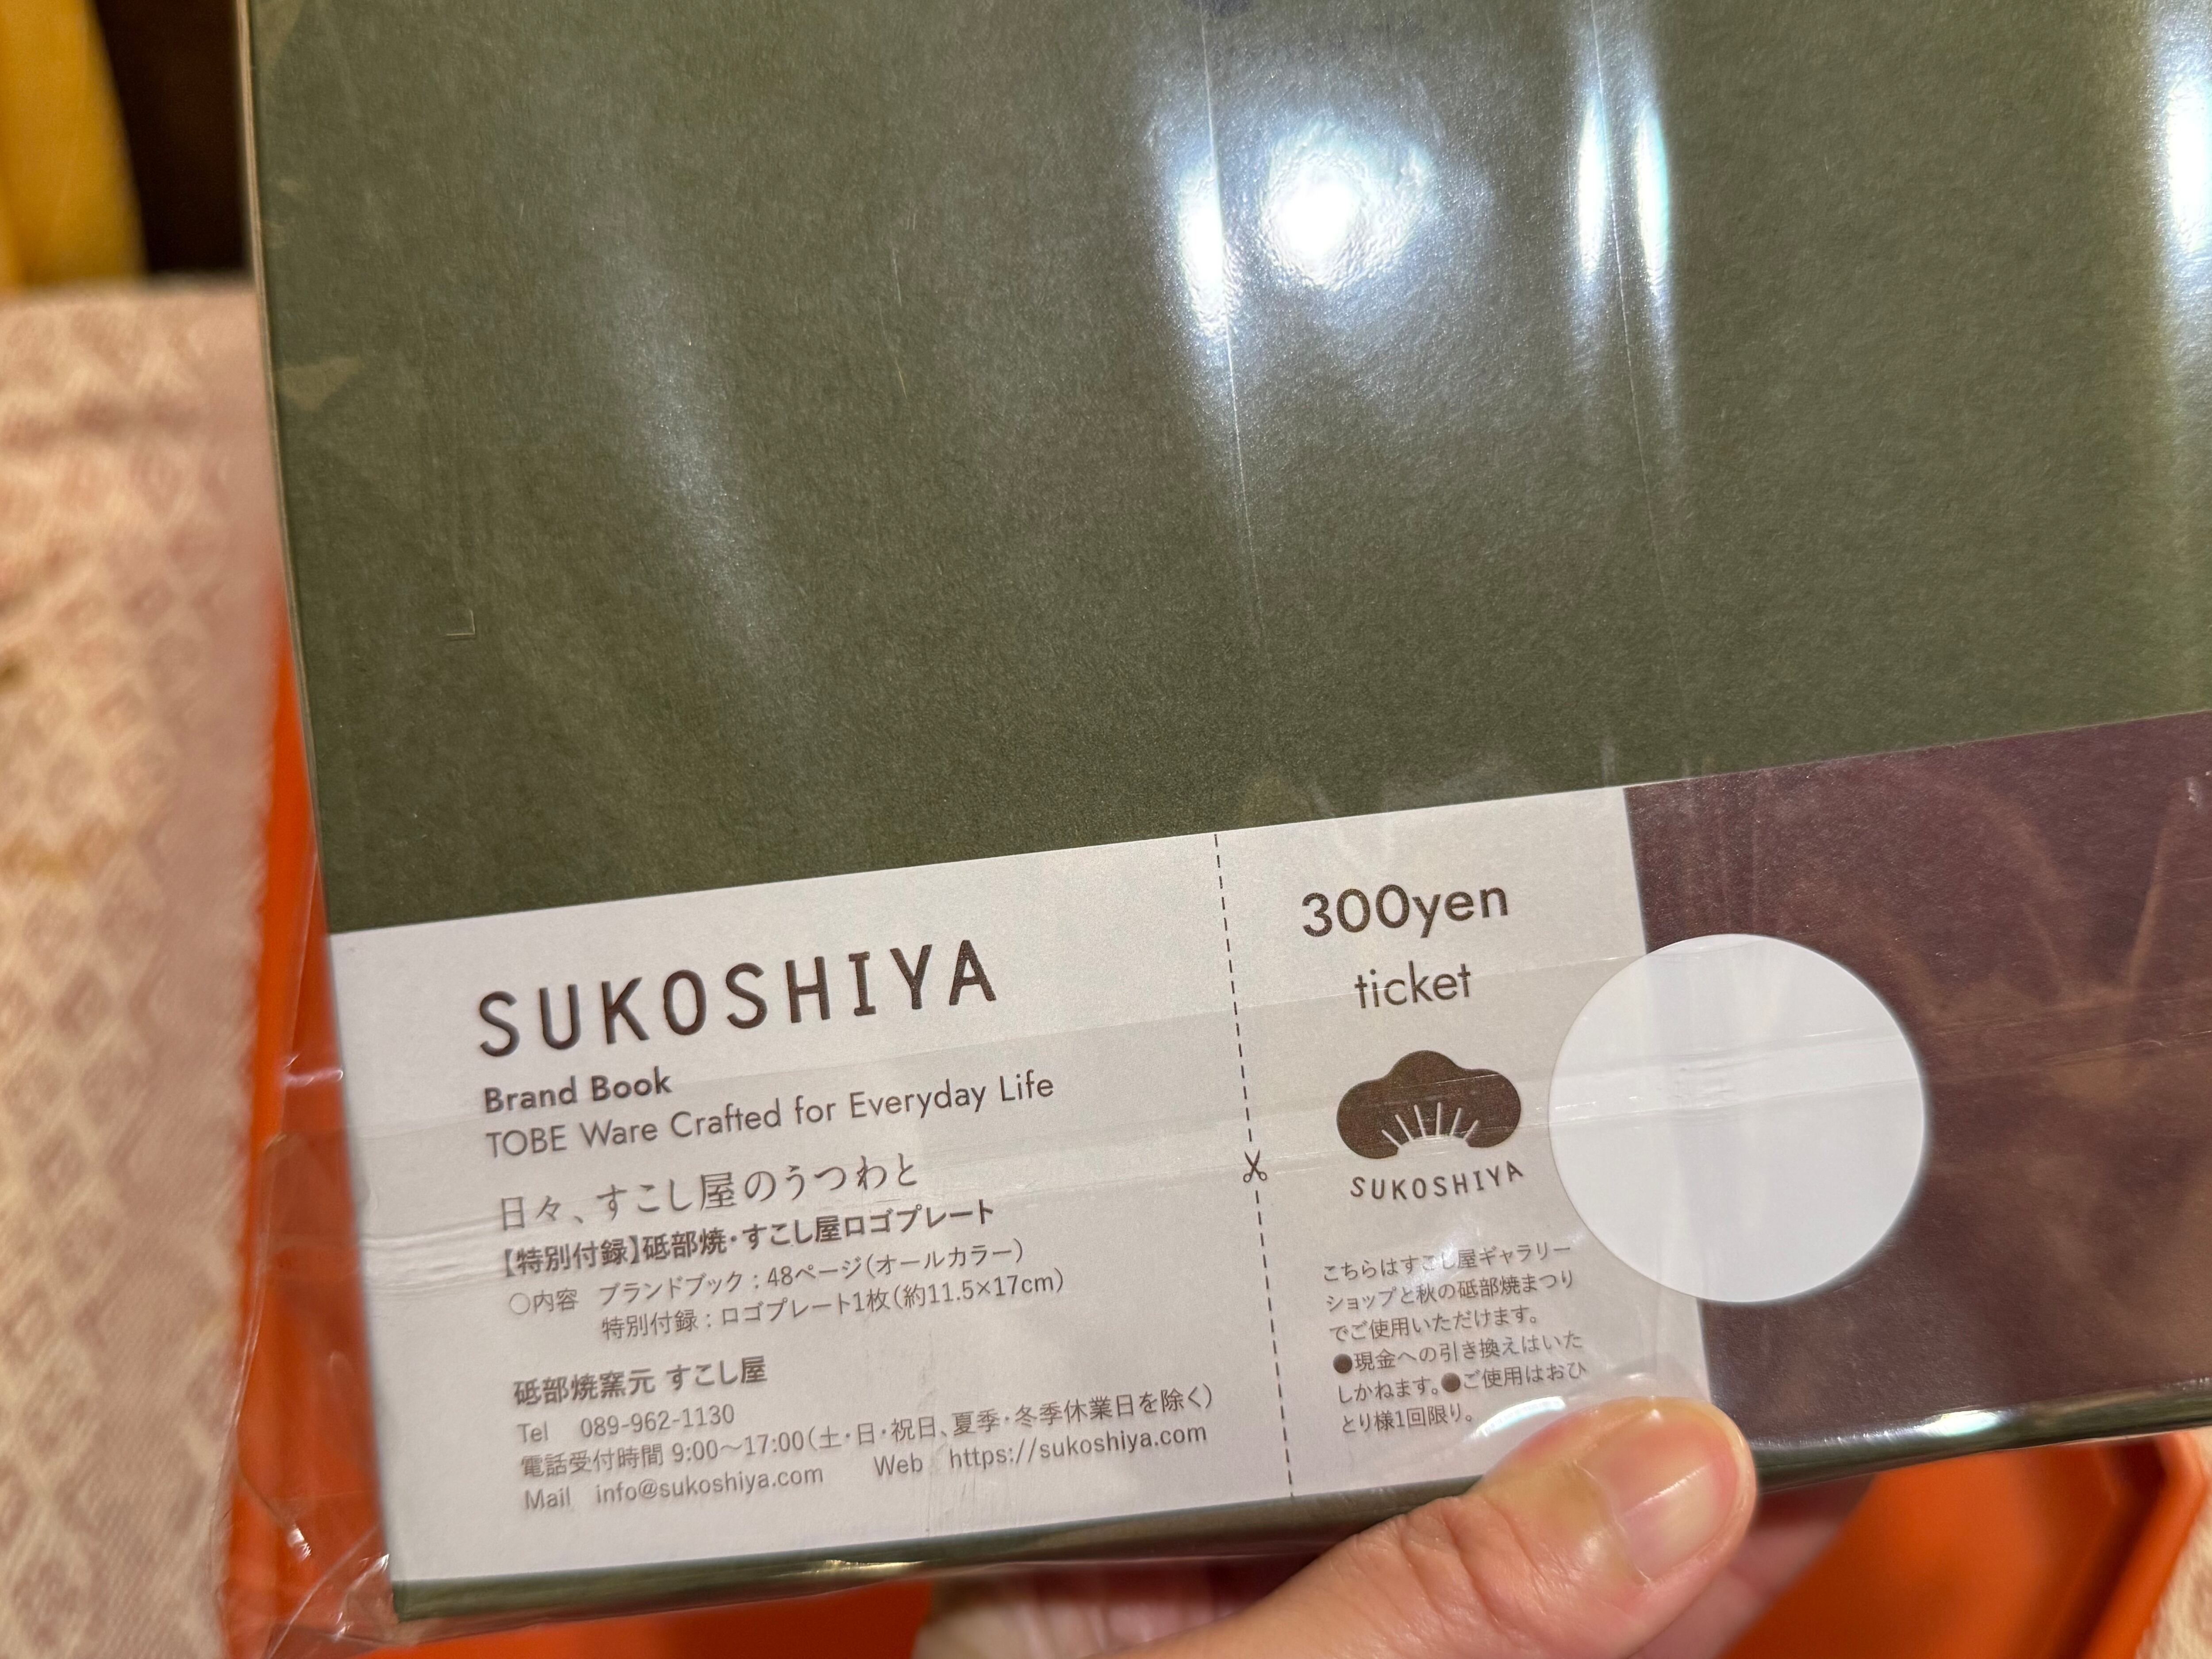 SUKOSHIYA
Brand Book
TOBE Ware Crafted for Everyday Life
日々、すこし屋のうつわと
【特別付録】砥部焼・すこし屋ロゴプレート
○内容 ブランドブック：48ページ（オールカラー）
特別付録：ロゴプレート1枚（約11.5×17cm）
砥部焼窯元 すこし屋
Tel 089-962-1130
電話受付時間 9:00〜17:00（土・日・祝日、夏季・冬季休業日を除く）
Mail info@sukoshiya.com Web https://sukoshiya.com
300yen
ticket
SUKOSHIYA
こちらはすこし屋ギャラリー
ショップと秋の砥部焼まつり
でご使用いただけます。
●現金への引き換えはいた
しかねます。●ご使用はおひ
とり様1回限り。